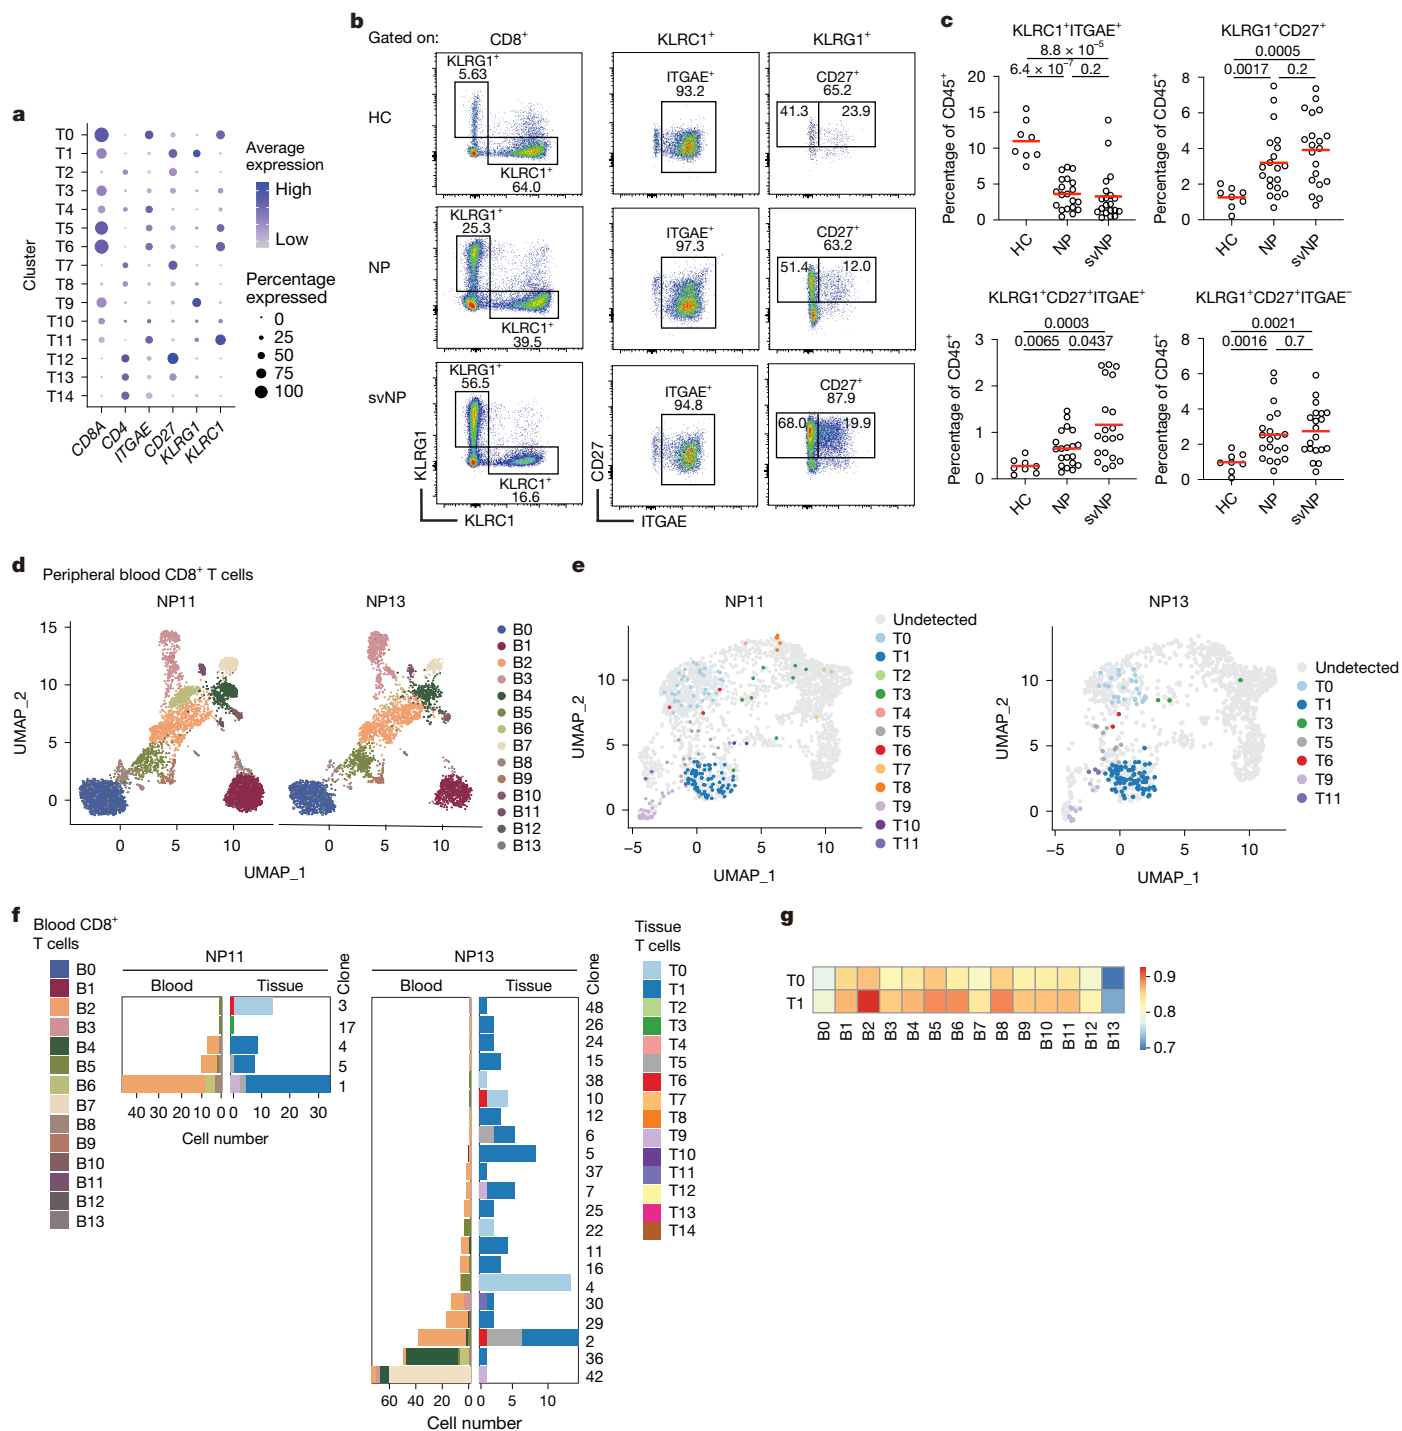 a
T0
T1
T2
T3
T4
T5
T6
T7
T8
T9
T10
T11
T12
T13
T14
Cluster
CD8A
CD4
ITGAE
CD27
KLRG1
KLRC1
Average
expression
High
Low
Percentage
expressed
0
25
50
75
100
b
Gated on:
CD8⁺
KLRC1⁺
KLRG1⁺
HC
KLRG1⁺
5.63
KLRC1⁺
64.0
ITGAE⁺
93.2
CD27⁺
65.2
41.3
23.9
NP
KLRG1⁺
25.3
KLRC1⁺
39.5
ITGAE⁺
97.3
CD27⁺
63.2
51.4
12.0
svNP
KLRG1⁺
56.5
KLRC1⁺
16.6
ITGAE⁺
94.8
CD27⁺
87.9
68.0
19.9
KLRG1
KLRC1
CD27
ITGAE
c
KLRC1⁺ITGAE⁺
8.8 × 10⁻⁵
6.4 × 10⁻⁷
0.2
Percentage of CD45⁺
20
15
10
5
0
HC
NP
svNP
KLRG1⁺CD27⁺
0.0005
0.0017
0.2
Percentage of CD45⁺
8
6
4
2
0
HC
NP
svNP
KLRG1⁺CD27⁺ITGAE⁺
0.0003
0.0065
0.0437
Percentage of CD45⁺
3
2
1
0
HC
NP
svNP
KLRG1⁺CD27⁺ITGAE⁻
0.0021
0.0016
0.7
Percentage of CD45⁺
8
6
4
2
0
HC
NP
svNP
d
Peripheral blood CD8⁺ T cells
NP11
NP13
15
10
5
0
UMAP_2
0
5
10
0
5
10
UMAP_1
B0
B1
B2
B3
B4
B5
B6
B7
B8
B9
B10
B11
B12
B13
e
NP11
10
5
0
UMAP_2
−5
0
5
10
UMAP_1
Undetected
T0
T1
T2
T3
T4
T5
T6
T7
T8
T9
T10
T11
NP13
10
5
0
UMAP_2
−5
0
5
10
UMAP_1
Undetected
T0
T1
T3
T5
T6
T9
T11
f
Blood CD8⁺
T cells
B0
B1
B2
B3
B4
B5
B6
B7
B8
B9
B10
B11
B12
B13
NP11
Blood
Tissue
Clone
3
17
4
5
1
40 30 20 10 0 0 10 20 30
Cell number
NP13
Blood
Tissue
Clone
48
26
24
15
38
10
12
6
5
37
7
25
22
11
16
4
30
29
2
36
42
60 40 20 0 0 5 10
Cell number
Tissue
T cells
T0
T1
T2
T3
T4
T5
T6
T7
T8
T9
T10
T11
T12
T13
T14
g
T0
T1
B0
B1
B2
B3
B4
B5
B6
B7
B8
B9
B10
B11
B12
B13
0.9
0.8
0.7